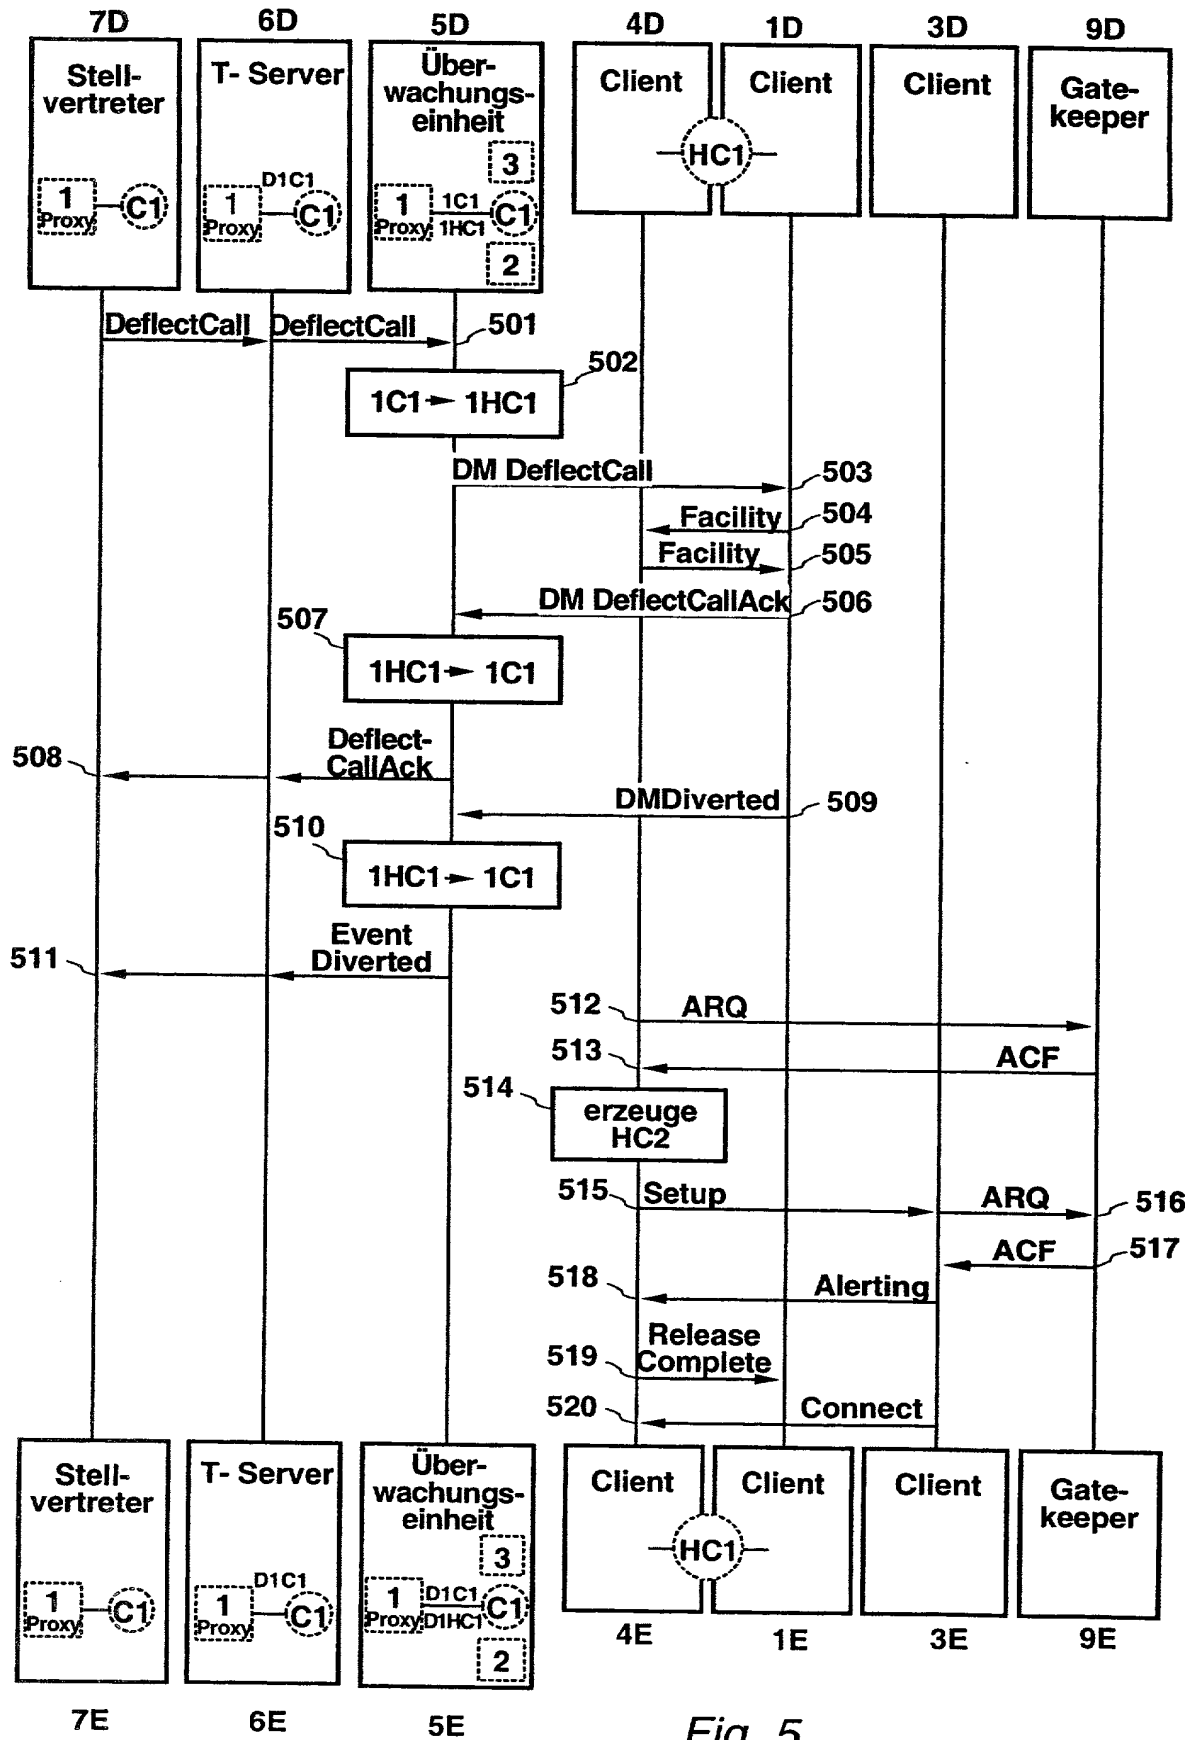 7D 6D 5D 4D 1D 3D 9D
Stell-
vertreter
1
Proxy
C1
T- Server
D1C1
1
Proxy
C1
Über-
wachungs-
einheit
3
1
Proxy
1C1
1HC1
C1
2
Client
Client
HC1
Client
Gate-
keeper
DeflectCall DeflectCall 501
502
1C1 1HC1
DM DeflectCall 503
Facility 504
Facility 505
DM DeflectCallAck 506
507
1HC1 1C1
508 Deflect-
CallAck
DMDiverted 509
510
1HC1 1C1
511 Event
Diverted
512 ARQ
513 ACF
514 erzeuge
HC2
515 Setup ARQ 516
ACF 517
518 Alerting
519 Release
Complete
520 Connect
Stell-
vertreter
1
Proxy
C1
T- Server
D1C1
1
Proxy
C1
Über-
wachungs-
einheit
3
1
Proxy
D1C1
D1HC1
C1
2
Client
Client
HC1
Client
Gate-
keeper
4E 1E 3E 9E
7E 6E 5E
Fig. 5